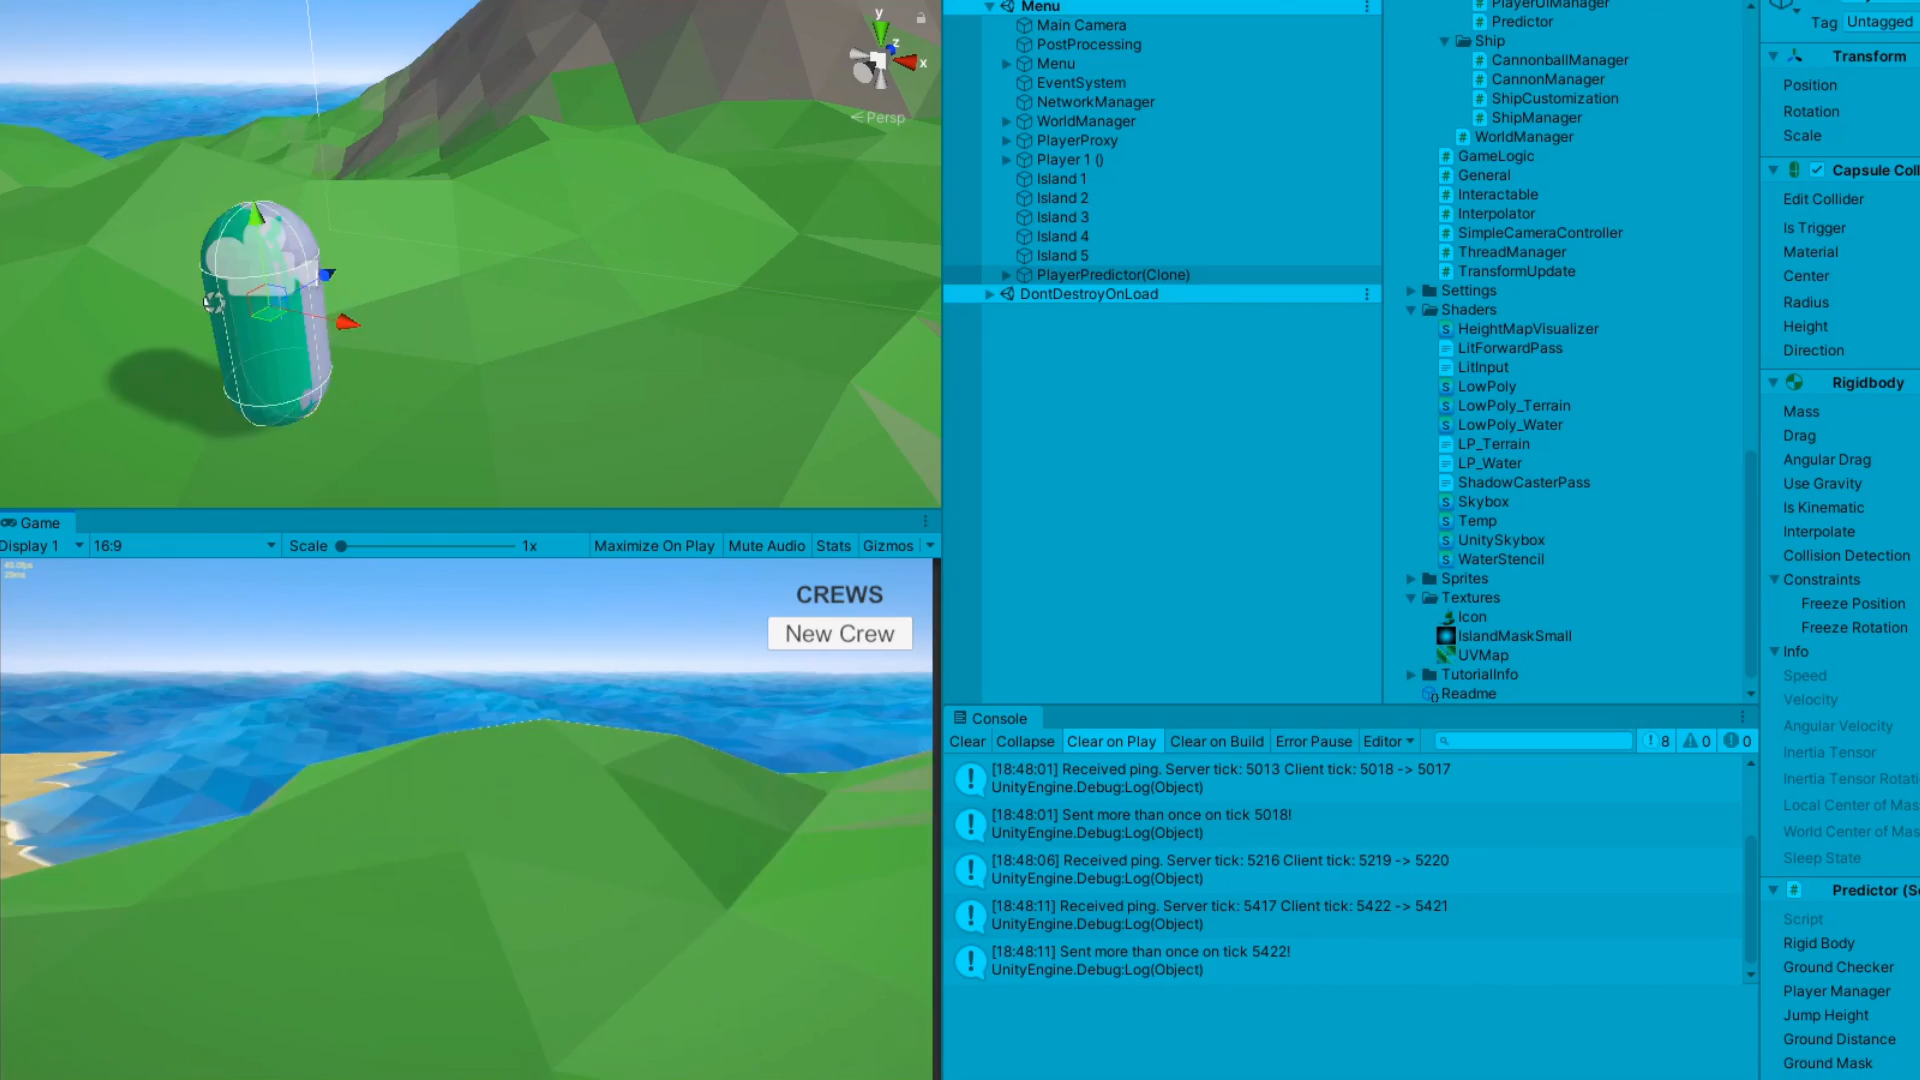 y
z
x
Persp
Game
Display 1
16:9
Scale
1x
Maximize On Play
Mute Audio
Stats
Gizmos
CREWS
New Crew
Menu
Main Camera
PostProcessing
Menu
EventSystem
NetworkManager
WorldManager
PlayerProxy
Player 1 ()
Island 1
Island 2
Island 3
Island 4
Island 5
PlayerPredictor(Clone)
DontDestroyOnLoad
PlayerUIManager
Predictor
Ship
CannonballManager
CannonManager
ShipCustomization
ShipManager
WorldManager
GameLogic
General
Interactable
Interpolator
SimpleCameraController
ThreadManager
TransformUpdate
Settings
Shaders
HeightMapVisualizer
LitForwardPass
LitInput
LowPoly
LowPoly_Terrain
LowPoly_Water
LP_Terrain
LP_Water
ShadowCasterPass
Skybox
Temp
UnitySkybox
WaterStencil
Sprites
Textures
Icon
IslandMaskSmall
UVMap
TutorialInfo
Readme
Console
Clear
Collapse
Clear on Play
Clear on Build
Error Pause
Editor
8
0
0
[18:48:01] Received ping. Server tick: 5013 Client tick: 5018 -> 5017
UnityEngine.Debug:Log(Object)
[18:48:01] Sent more than once on tick 5018!
UnityEngine.Debug:Log(Object)
[18:48:06] Received ping. Server tick: 5216 Client tick: 5219 -> 5220
UnityEngine.Debug:Log(Object)
[18:48:11] Received ping. Server tick: 5417 Client tick: 5422 -> 5421
UnityEngine.Debug:Log(Object)
[18:48:11] Sent more than once on tick 5422!
UnityEngine.Debug:Log(Object)
Tag Untagged
Transform
Position
Rotation
Scale
Capsule Coll
Edit Collider
Is Trigger
Material
Center
Radius
Height
Direction
Rigidbody
Mass
Drag
Angular Drag
Use Gravity
Is Kinematic
Interpolate
Collision Detection
Constraints
Freeze Position
Freeze Rotation
Info
Speed
Velocity
Angular Velocity
Inertia Tensor
Inertia Tensor Rotati
Local Center of Mas
World Center of Mas
Sleep State
Predictor (S
Script
Rigid Body
Ground Checker
Player Manager
Jump Height
Ground Distance
Ground Mask